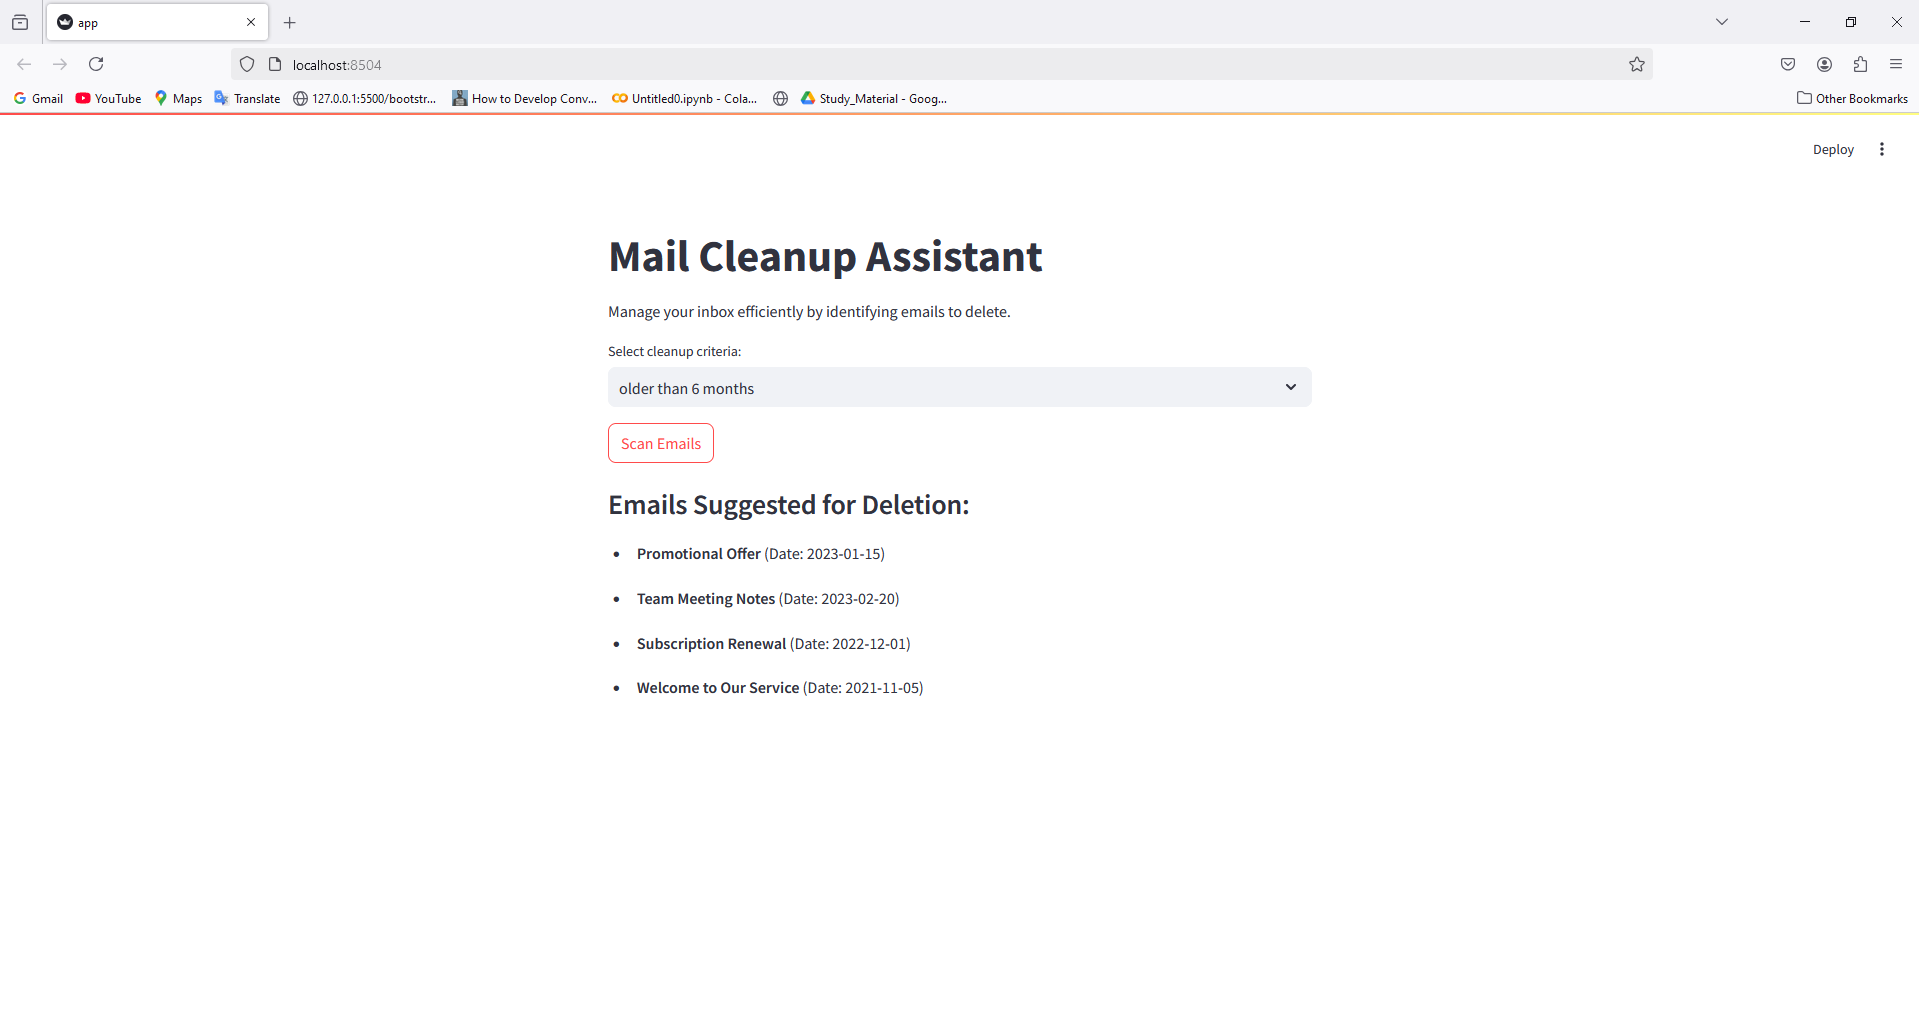 app
localhost:8504
Gmail YouTube Maps Translate 127.0.0.1:5500/bootstr... How to Develop Conv... Untitled0.ipynb - Cola... Study_Material - Goog... Other Bookmarks
Deploy
Mail Cleanup Assistant
Manage your inbox efficiently by identifying emails to delete.
Select cleanup criteria:
older than 6 months
Scan Emails
Emails Suggested for Deletion:
Promotional Offer (Date: 2023-01-15)
Team Meeting Notes (Date: 2023-02-20)
Subscription Renewal (Date: 2022-12-01)
Welcome to Our Service (Date: 2021-11-05)